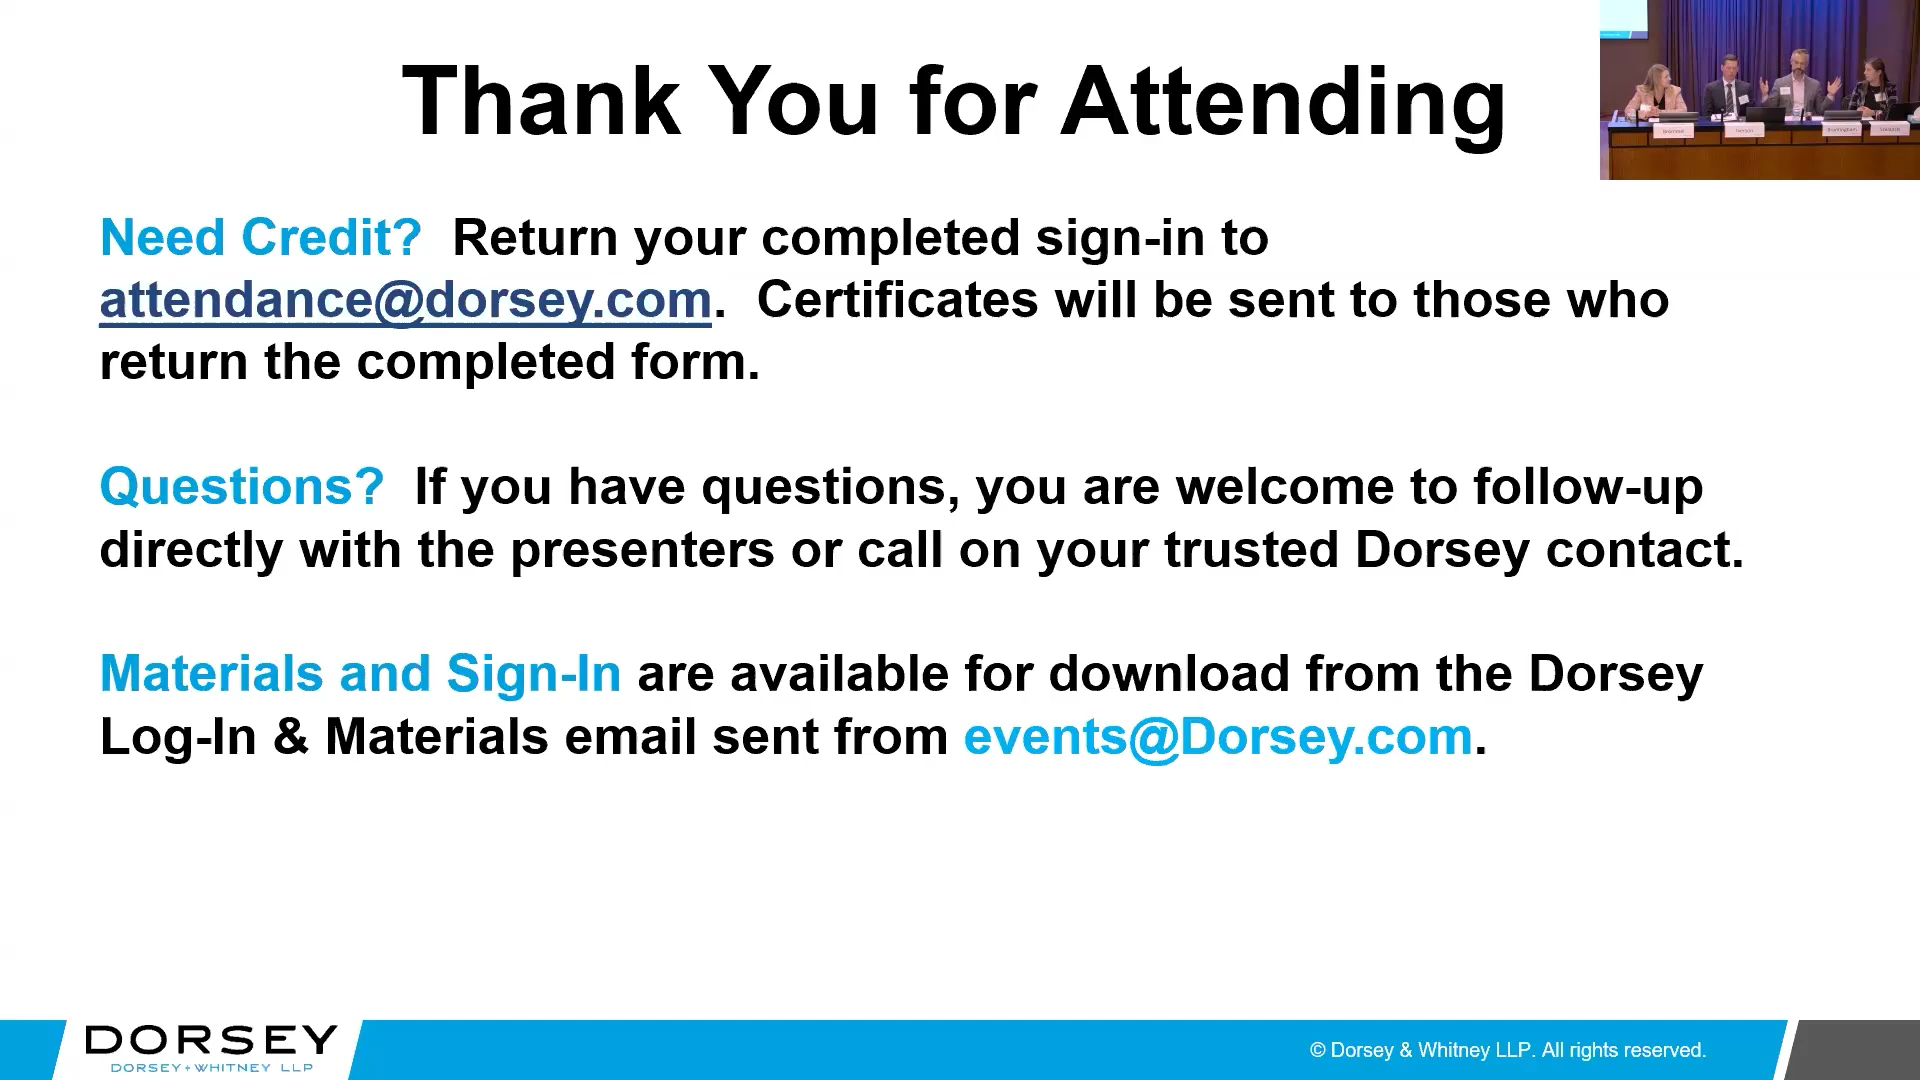 Thank You for Attending
Need Credit? Return your completed sign-in to
attendance@dorsey.com. Certificates will be sent to those who
return the completed form.
Questions? If you have questions, you are welcome to follow-up
directly with the presenters or call on your trusted Dorsey contact.
Materials and Sign-In are available for download from the Dorsey
Log-In & Materials email sent from events@Dorsey.com.
DORSEY
DORSEY + WHITNEY LLP
© Dorsey & Whitney LLP. All rights reserved.